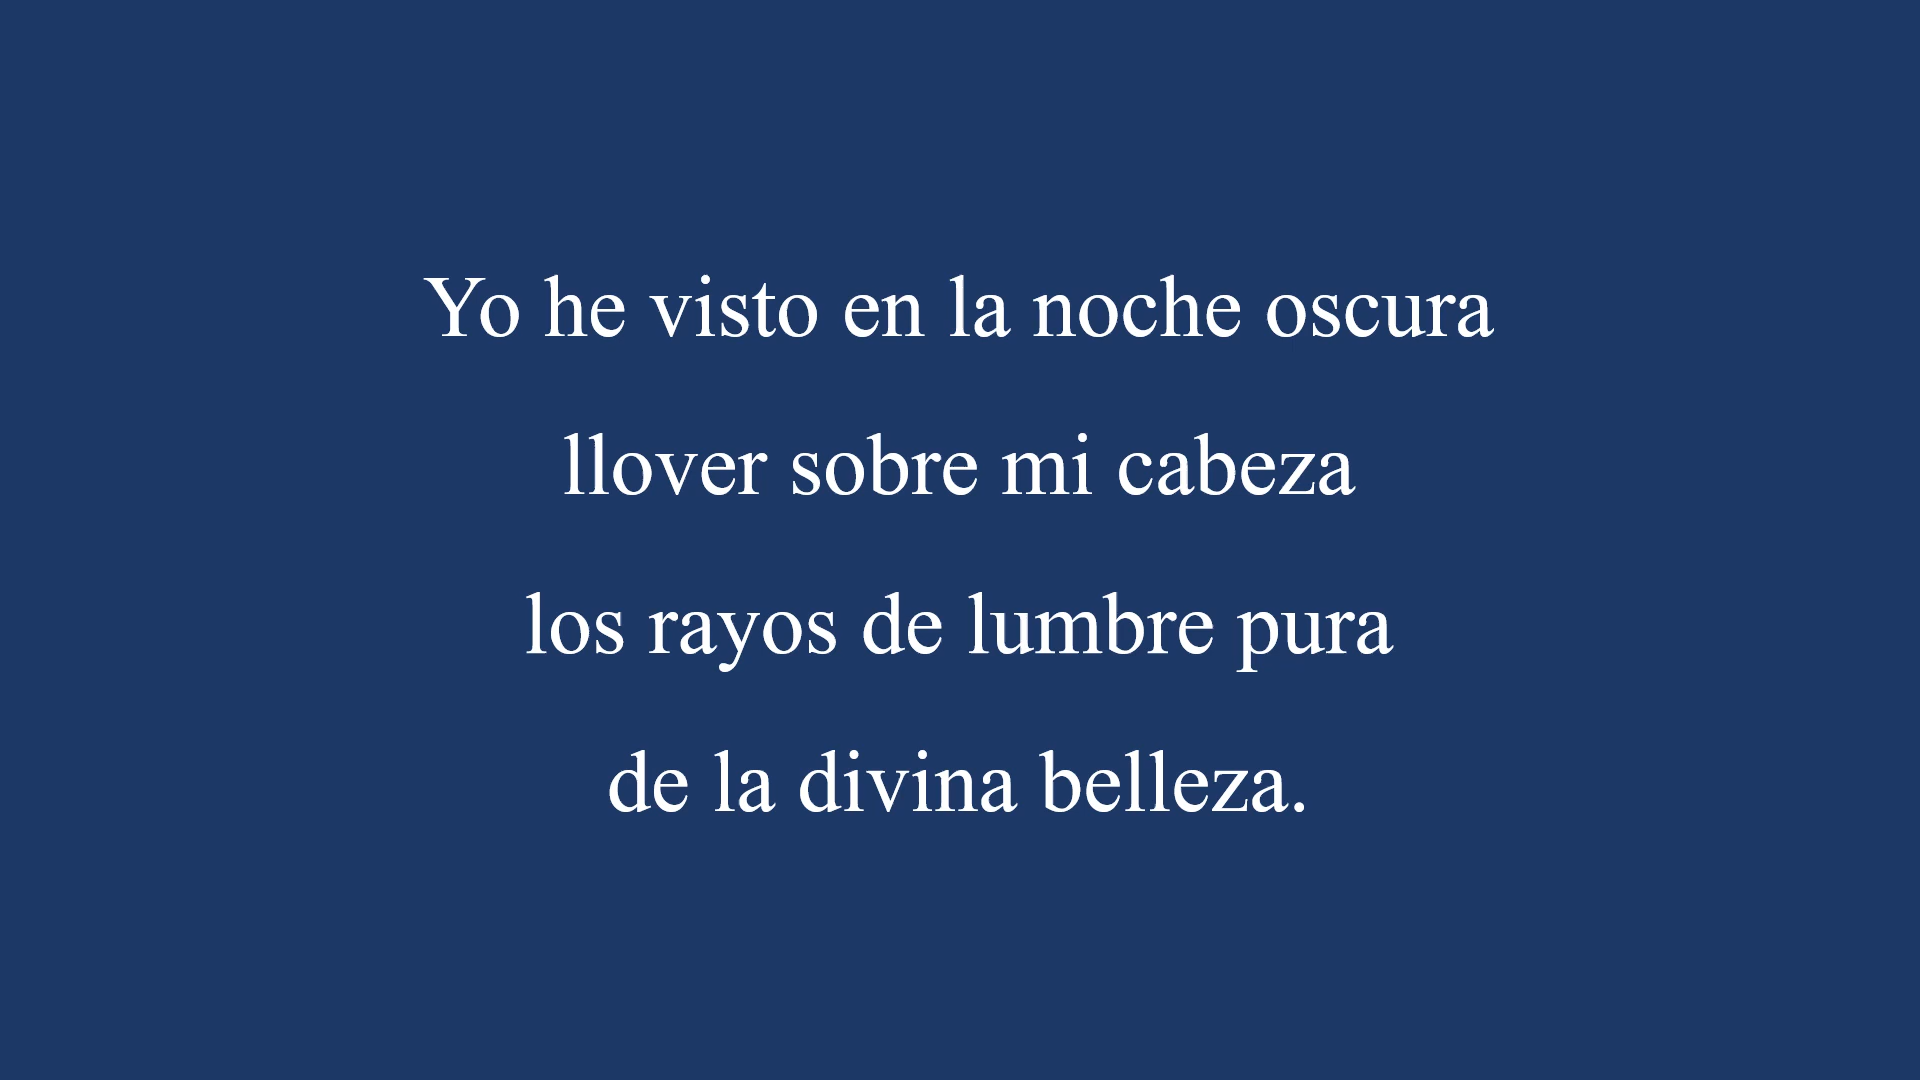 Yo he visto en la noche oscura
llover sobre mi cabeza
los rayos de lumbre pura
de la divina belleza.